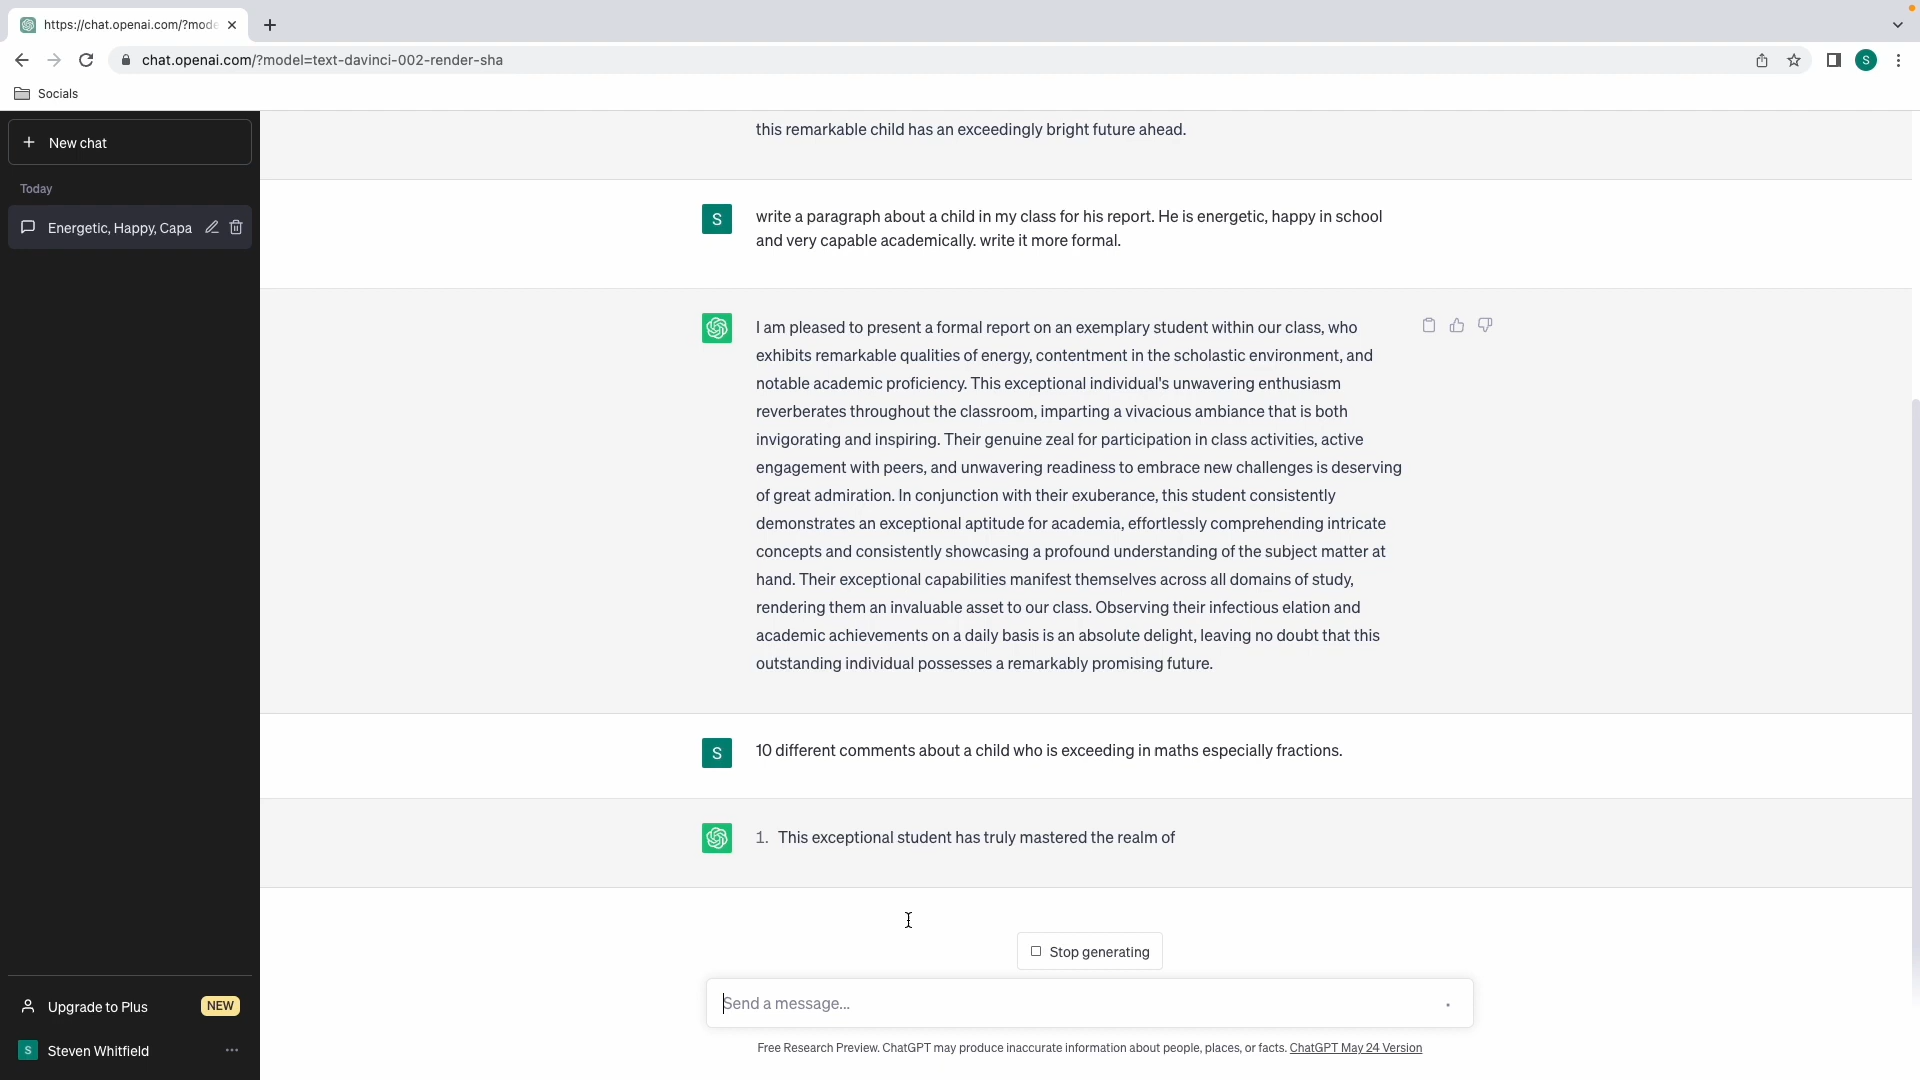 https://chat.openai.com/?mode
chat.openai.com/?model=text-davinci-002-render-sha
S
Socials
New chat
Today
Energetic, Happy, Capa
this remarkable child has an exceedingly bright future ahead.
S
write a paragraph about a child in my class for his report. He is energetic, happy in school
and very capable academically. write it more formal.
I am pleased to present a formal report on an exemplary student within our class, who
exhibits remarkable qualities of energy, contentment in the scholastic environment, and
notable academic proficiency. This exceptional individual's unwavering enthusiasm
reverberates throughout the classroom, imparting a vivacious ambiance that is both
invigorating and inspiring. Their genuine zeal for participation in class activities, active
engagement with peers, and unwavering readiness to embrace new challenges is deserving
of great admiration. In conjunction with their exuberance, this student consistently
demonstrates an exceptional aptitude for academia, effortlessly comprehending intricate
concepts and consistently showcasing a profound understanding of the subject matter at
hand. Their exceptional capabilities manifest themselves across all domains of study,
rendering them an invaluable asset to our class. Observing their infectious elation and
academic achievements on a daily basis is an absolute delight, leaving no doubt that this
outstanding individual possesses a remarkably promising future.
S
10 different comments about a child who is exceeding in maths especially fractions.
1. This exceptional student has truly mastered the realm of
Stop generating
Send a message...
Free Research Preview. ChatGPT may produce inaccurate information about people, places, or facts. ChatGPT May 24 Version
Upgrade to Plus
NEW
S
Steven Whitfield